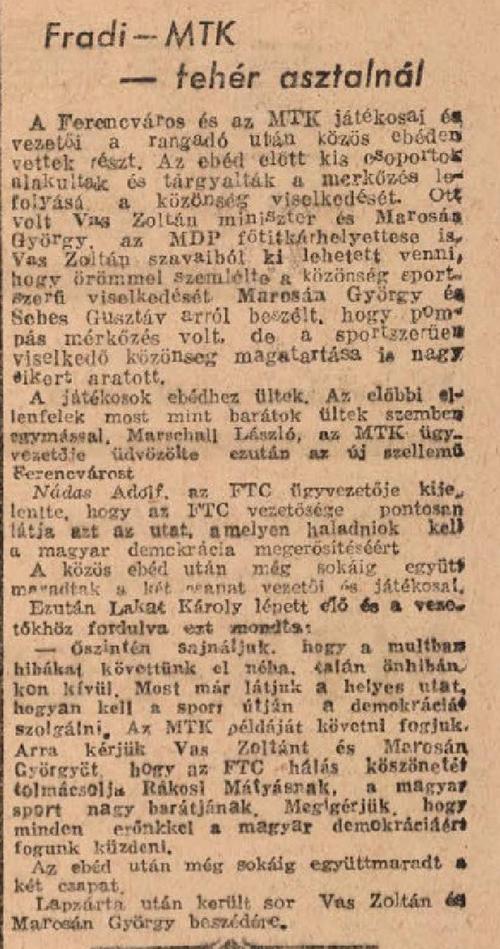 Fradi — MTK
— fehér asztalnál
A Ferencváros és az MTK játékosai és
vezetői a rangadó után közös ebéden
vettek részt. Az ebéd előtt kis csoportok
alakultak és tárgyalták a merkőzés le-
folyásá a közönség viselkedését. Ott
volt Vas Zoltán miniszter és Marosán
György, az MDP főtitkárhelyettese is.
Vas Zoltán szavaiból ki lehetett venni,
hogy örömmel szemlélte a közönség sport-
szerű viselkedését Marosán György és
Sebes Gusztáv arról beszélt, hogy pom-
pás mérkőzés volt. de a sportszerűen
viselkedő közönseg magatartása is nagy
sikert aratott.
A játékosok ebédhez ültek. Az előbbi el-
lenfelek most mint barátok ültek szemben
egymással. Marschall László, az MTK ügy-
vezetője üdvözölte ezután az új szellemű
Ferencvárost
Nádas Adolf, az FTC ügyvezetője kije-
lentte, hogy az FTC vezetősége pontosan
látja azt az utat, amelyen haladniok kell
a magyar demokrácia megerősítéséért
A közös ebéd után még sokáig együtt
maradtak a két csapat vezetői és játékosai.
Ezután Lakat Károly lépett elő és a veze-
tőkhöz fordulva ezt mondta:
— őszintén sajnáljuk, hogy a multban
hibákat követtünk el néha, talán önhibán-
kon kívül. Most már látjuk a helyes utat,
hogyan kell a sport útján a demokráciát
szolgálni. Az MTK példáját követni fogjuk.
Arra kérjük Vas Zoltánt és Marosán
Györgyöt, hogy az FTC hálás köszönetét
tolmácsolja Rákosi Mátyásnak, a magyar
sport nagy barátjának. Megigérjük, hogy
minden erőnkkel a magyar demokráciáért
fogunk küzdeni.
Az ebéd után még sokáig együttmaradt a
két csapat.
Lapzárta után került sor Vas Zoltán és
Marosán György beszédére.